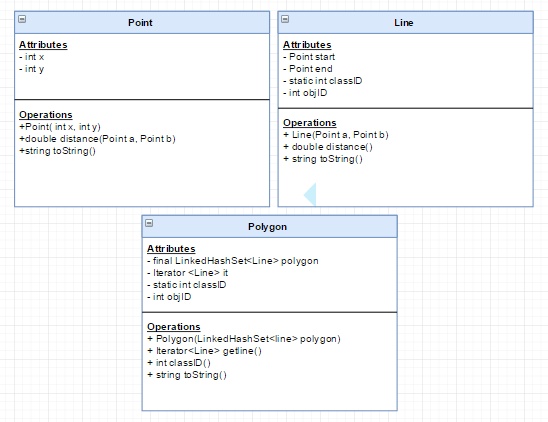 Point
Attributes
- int x
- int y
Operations
+Point( int x, int y)
+double distance(Point a, Point b)
+string toString()
Line
Attributes
- Point start
- Point end
- static int classID
- int objID
Operations
+ Line(Point a, Point b)
+ double distance()
+ string toString()
Polygon
Attributes
- final LinkedHashSet<Line> polygon
- Iterator <Line> it
- static int classID
- int objID
Operations
+ Polygon(LinkedHashSet<line> polygon)
+ Iterator<Line> getline()
+ int classID()
+ string toString()